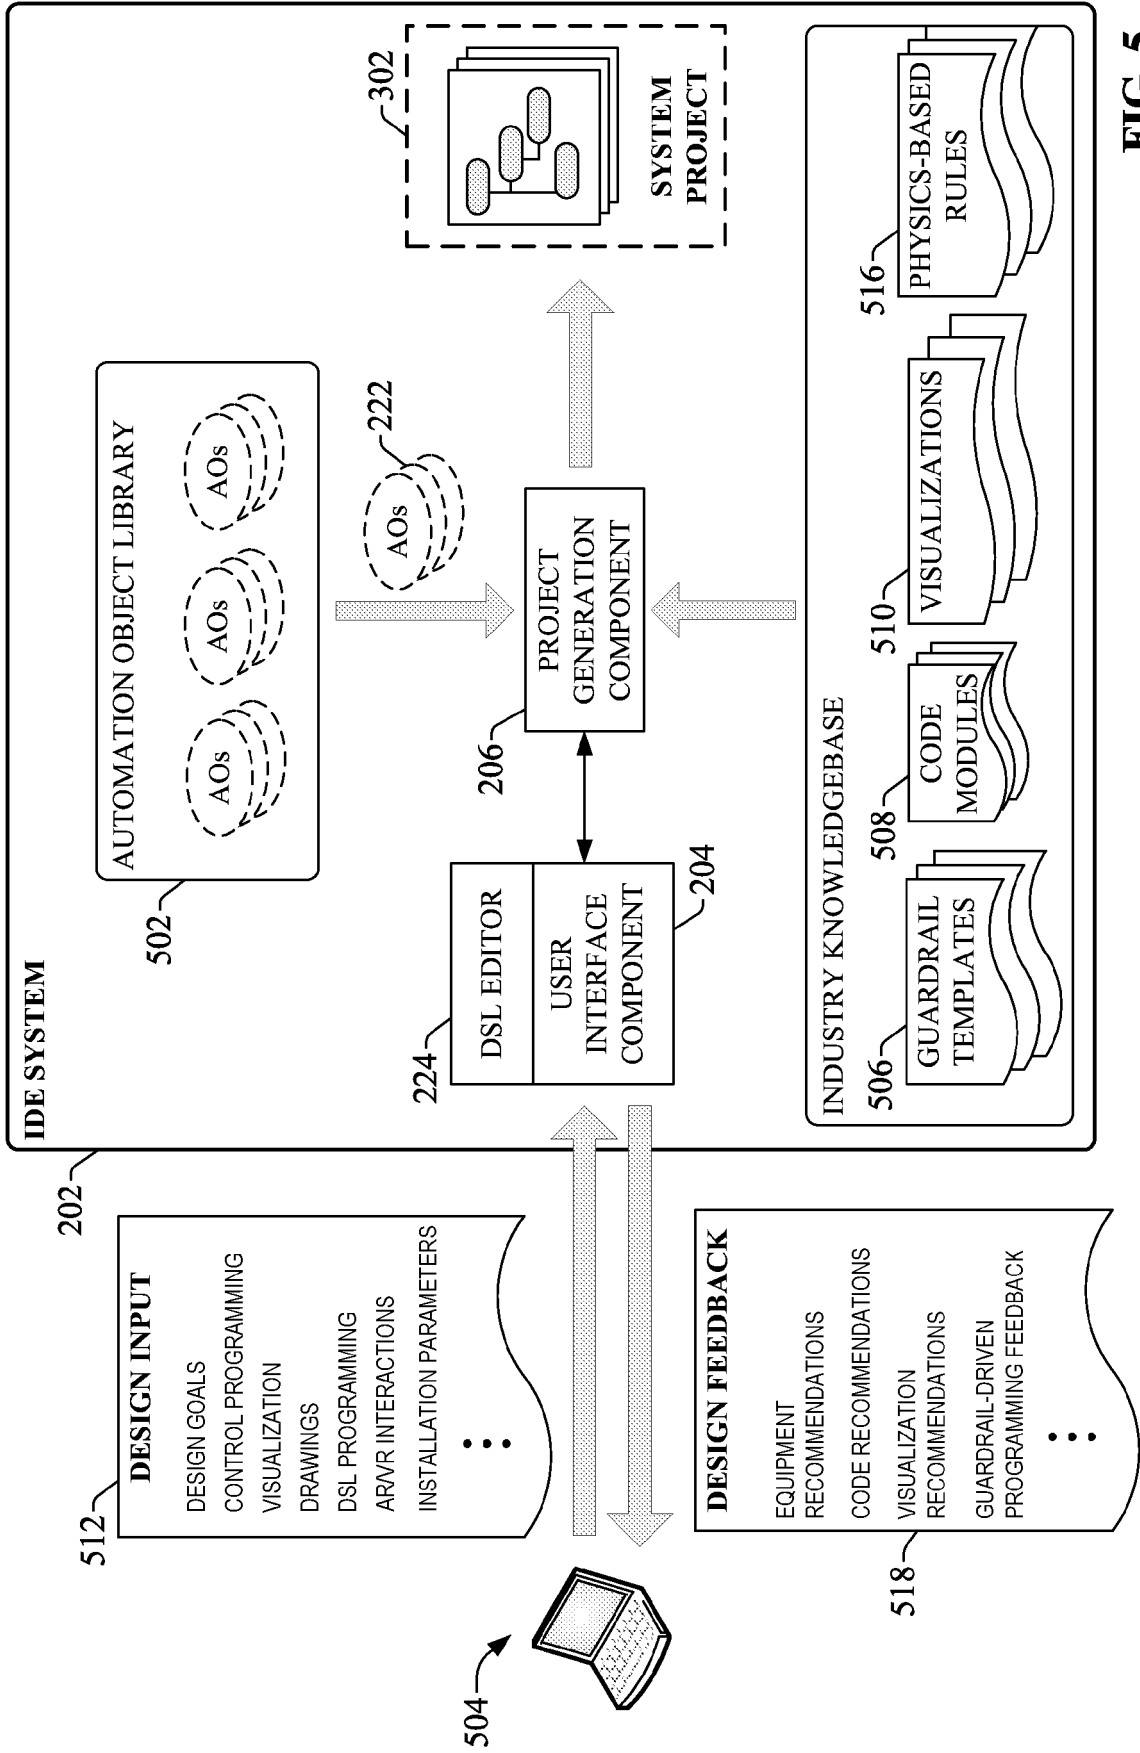 512
DESIGN INPUT
DESIGN GOALS
CONTROL PROGRAMMING
VISUALIZATION
DRAWINGS
DSL PROGRAMMING
AR/VR INTERACTIONS
INSTALLATION PARAMETERS
504
DESIGN FEEDBACK
EQUIPMENT
RECOMMENDATIONS
CODE RECOMMENDATIONS
VISUALIZATION
RECOMMENDATIONS
GUARDRAIL-DRIVEN
PROGRAMMING FEEDBACK
518
202
IDE SYSTEM
502
AUTOMATION OBJECT LIBRARY
AOs
AOs
AOs
AOs
222
224
DSL EDITOR
USER
INTERFACE
COMPONENT
204
206
PROJECT
GENERATION
COMPONENT
302
SYSTEM
PROJECT
INDUSTRY KNOWLEDGEBASE
506
GUARDRAIL
TEMPLATES
508
CODE
MODULES
510
VISUALIZATIONS
516
PHYSICS-BASED
RULES
FIG. 5